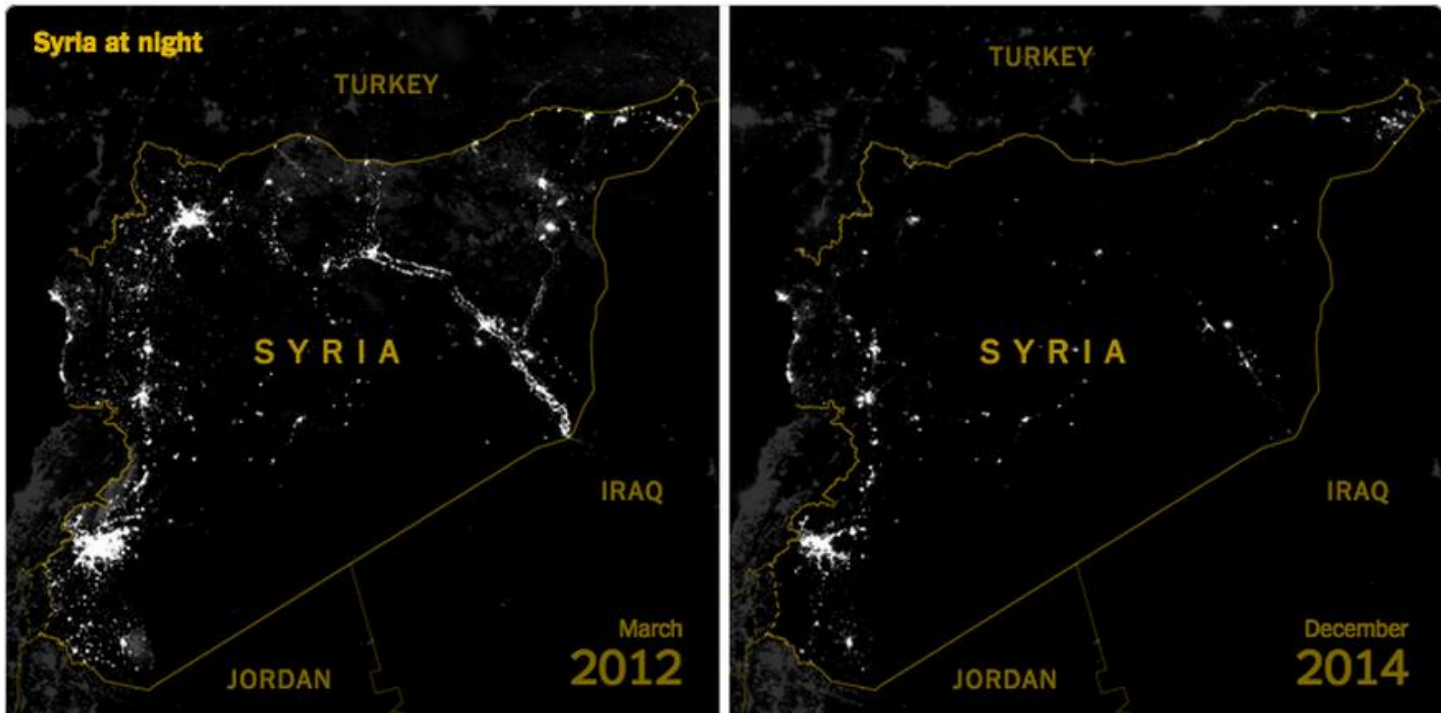 Syria at night
TURKEY
SYRIA
IRAQ
JORDAN
March
2012
TURKEY
SYRIA
IRAQ
JORDAN
December
2014